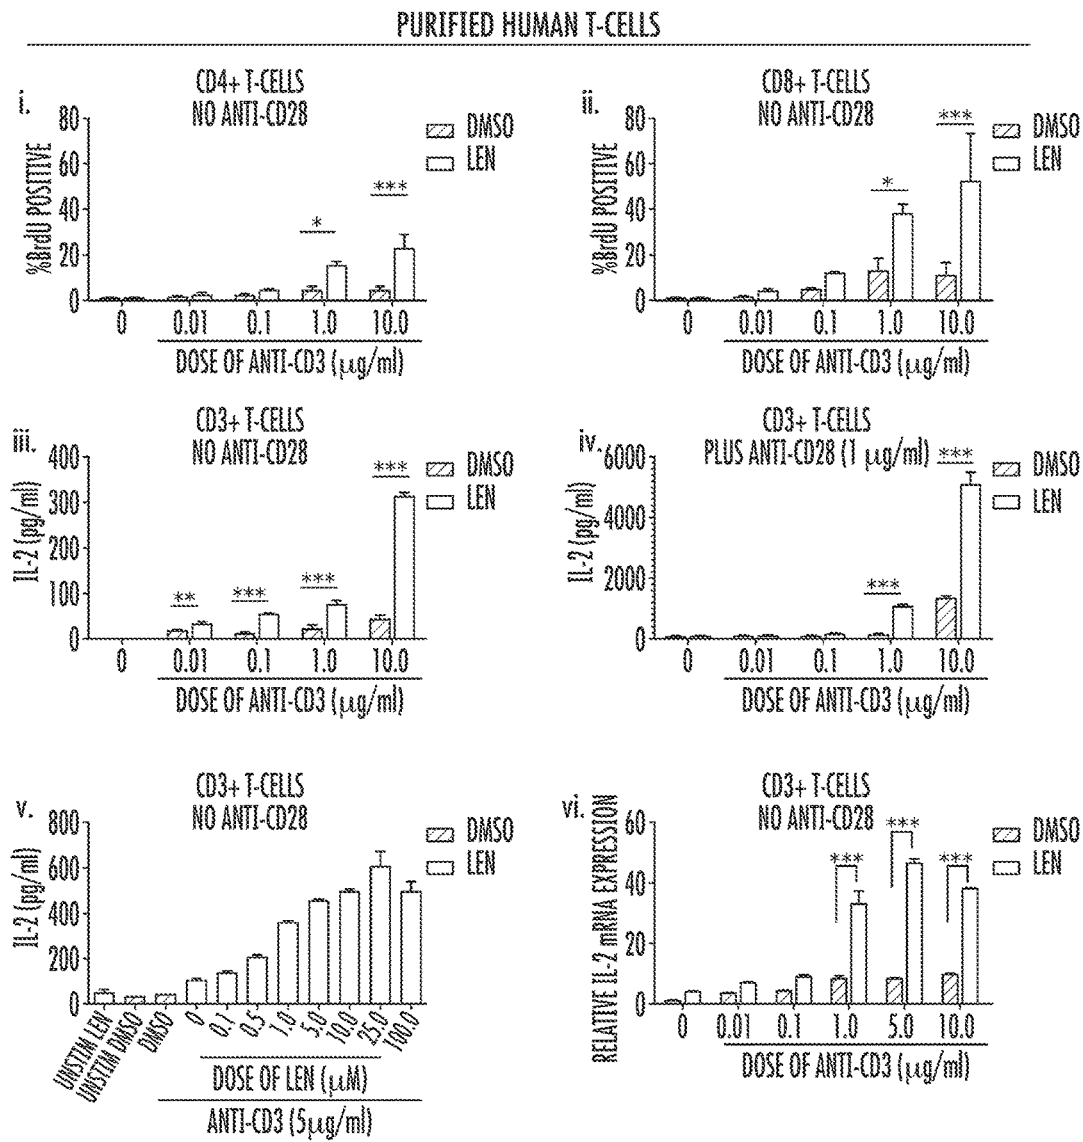 PURIFIED HUMAN T-CELLS
i.
CD4+ T-CELLS
NO ANTI-CD28
%BrdU POSITIVE
80
60
40
20
0
*
***
DMSO
LEN
0 0.01 0.1 1.0 10.0
DOSE OF ANTI-CD3 (μg/ml)
ii.
CD8+ T-CELLS
NO ANTI-CD28
%BrdU POSITIVE
80
60
40
20
0
*
***
DMSO
LEN
0 0.01 0.1 1.0 10.0
DOSE OF ANTI-CD3 (μg/ml)
iii.
CD3+ T-CELLS
NO ANTI-CD28
IL-2 (pg/ml)
400
300
200
100
0
**
***
***
***
DMSO
LEN
0 0.01 0.1 1.0 10.0
DOSE OF ANTI-CD3 (μg/ml)
iv.
CD3+ T-CELLS
PLUS ANTI-CD28 (1 μg/ml)
IL-2 (pg/ml)
6000
4000
2000
0
***
***
DMSO
LEN
0 0.01 0.1 1.0 10.0
DOSE OF ANTI-CD3 (μg/ml)
v.
CD3+ T-CELLS
NO ANTI-CD28
IL-2 (pg/ml)
800
600
400
200
0
DMSO
LEN
UNSTIM LEN
UNSTIM DMSO
DMSO
0
0.1
0.5
1.0
5.0
10.0
25.0
100.0
DOSE OF LEN (μM)
ANTI-CD3 (5μg/ml)
vi.
CD3+ T-CELLS
NO ANTI-CD28
RELATIVE IL-2 mRNA EXPRESSION
60
40
20
0
***
***
***
DMSO
LEN
0 0.01 0.1 1.0 5.0 10.0
DOSE OF ANTI-CD3 (μg/ml)